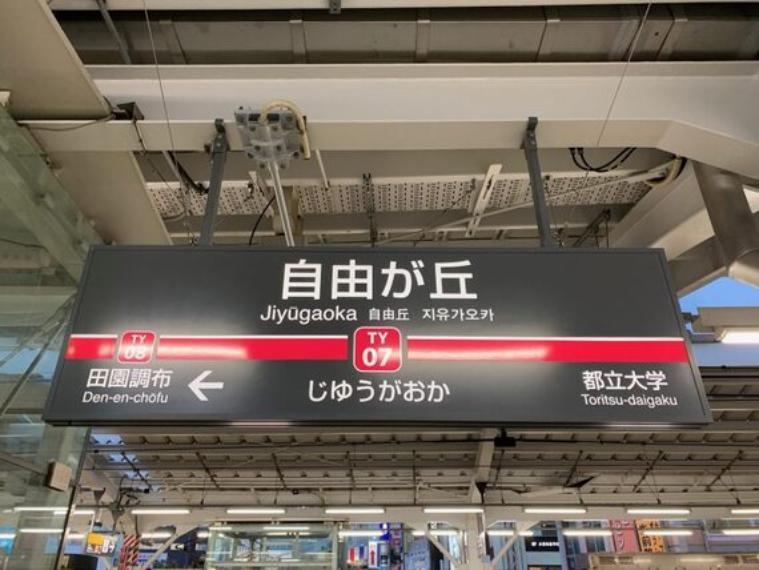 自由が丘
Jiyūgaoka 自由丘 지유가오카
TY
08
TY
07
田園調布 ←
Den-en-chōfu
じゆうがおか
都立大学
Toritsu-daigaku